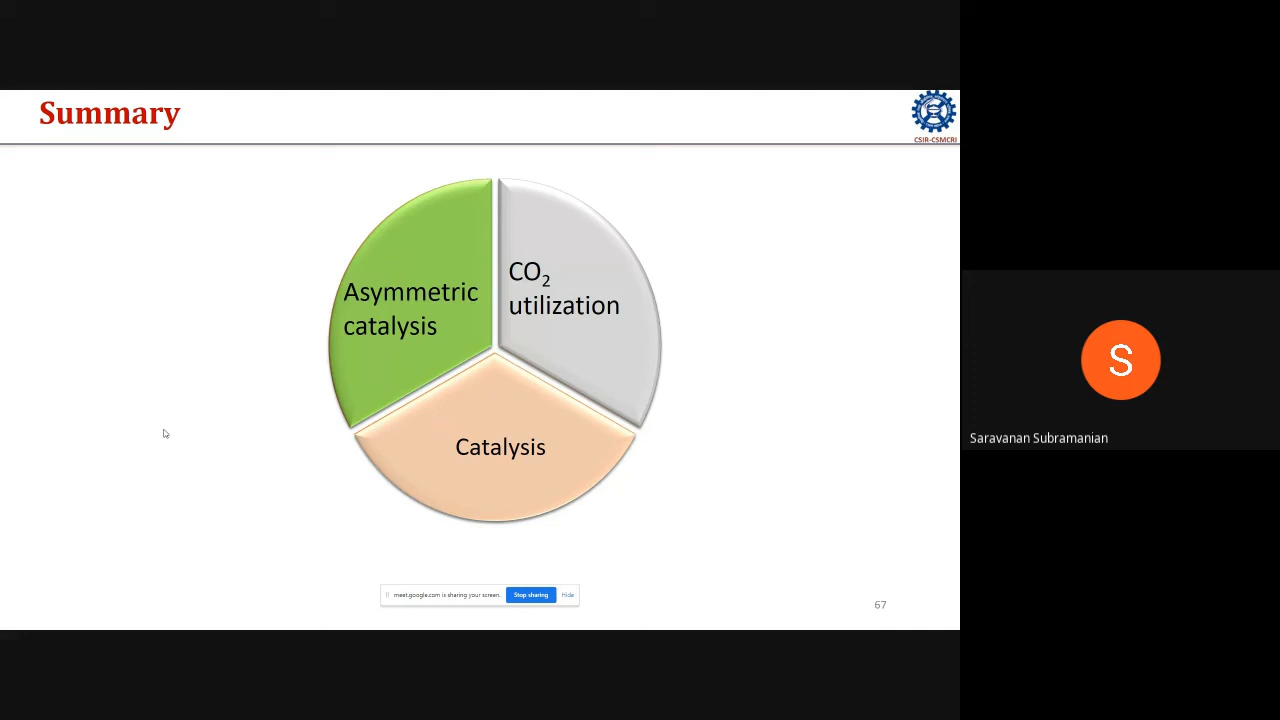 Summary
CSIR-CSMCRI
Asymmetric
catalysis
CO₂
utilization
Catalysis
meet.google.com is sharing your screen.
Stop sharing
Hide
67
S
Saravanan Subramanian